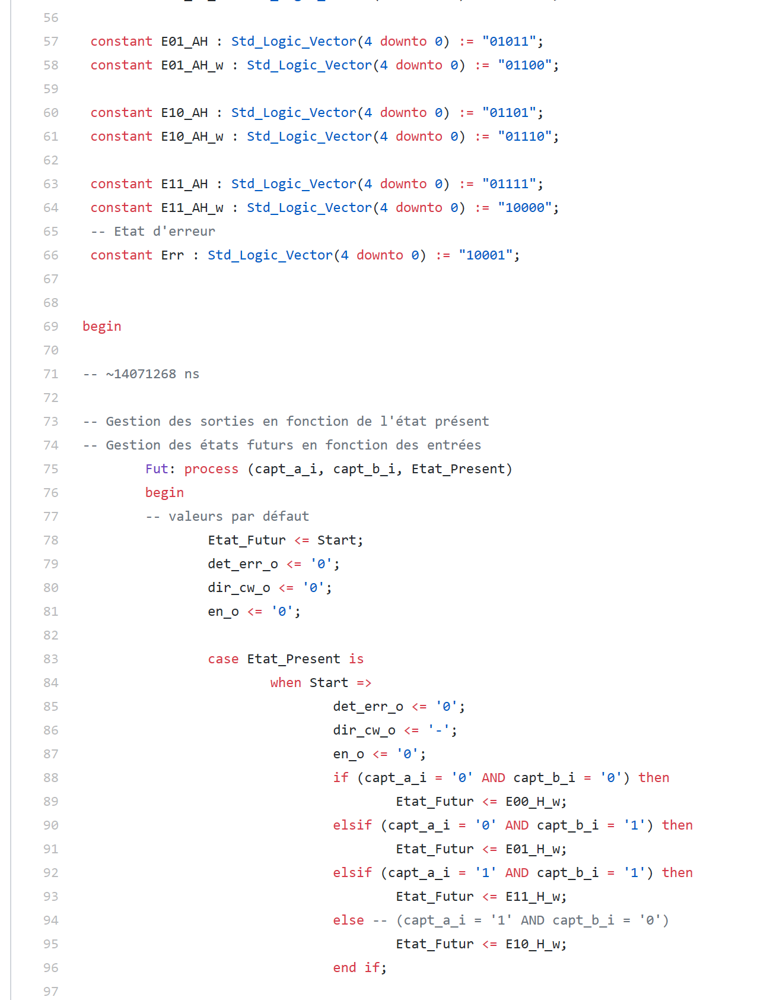 56
57 constant E01_AH : Std_Logic_Vector(4 downto 0) := "01011";
58 constant E01_AH_w : Std_Logic_Vector(4 downto 0) := "01100";
59
60 constant E10_AH : Std_Logic_Vector(4 downto 0) := "01101";
61 constant E10_AH_w : Std_Logic_Vector(4 downto 0) := "01110";
62
63 constant E11_AH : Std_Logic_Vector(4 downto 0) := "01111";
64 constant E11_AH_w : Std_Logic_Vector(4 downto 0) := "10000";
65 -- Etat d'erreur
66 constant Err : Std_Logic_Vector(4 downto 0) := "10001";
67
68
69 begin
70
71 -- ~14071268 ns
72
73 -- Gestion des sorties en fonction de l'état présent
74 -- Gestion des états futurs en fonction des entrées
75 Fut: process (capt_a_i, capt_b_i, Etat_Present)
76 begin
77 -- valeurs par défaut
78 Etat_Futur <= Start;
79 det_err_o <= '0';
80 dir_cw_o <= '0';
81 en_o <= '0';
82
83 case Etat_Present is
84 when Start =>
85 det_err_o <= '0';
86 dir_cw_o <= '-';
87 en_o <= '0';
88 if (capt_a_i = '0' AND capt_b_i = '0') then
89 Etat_Futur <= E00_H_w;
90 elsif (capt_a_i = '0' AND capt_b_i = '1') then
91 Etat_Futur <= E01_H_w;
92 elsif (capt_a_i = '1' AND capt_b_i = '1') then
93 Etat_Futur <= E11_H_w;
94 else -- (capt_a_i = '1' AND capt_b_i = '0')
95 Etat_Futur <= E10_H_w;
96 end if;
97